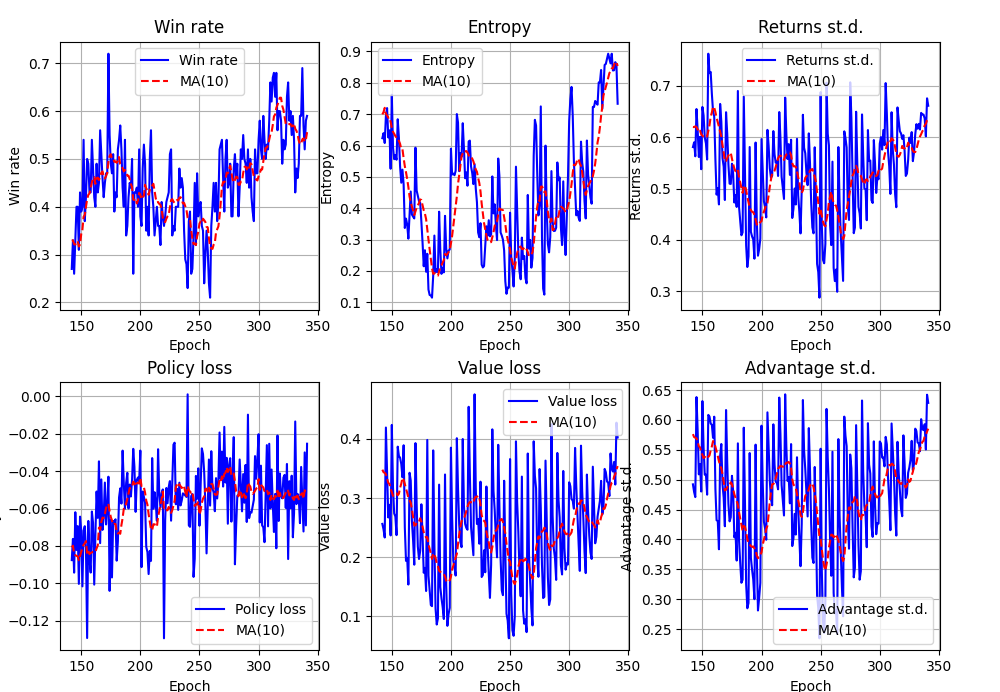 Win rate
Win rate
MA(10)
0.7
0.6
0.5
0.4
0.3
0.2
Win rate
150 200 250 300 350
Epoch
Entropy
Entropy
MA(10)
0.9
0.8
0.7
0.6
0.5
0.4
0.3
0.2
0.1
Entropy
150 200 250 300 350
Epoch
Returns st.d.
Returns st.d.
MA(10)
0.7
0.6
0.5
0.4
0.3
Returns st.d.
150 200 250 300 350
Epoch
Policy loss
0.00
−0.02
−0.04
−0.06
−0.08
−0.10
−0.12
Policy loss
MA(10)
150 200 250 300 350
Epoch
Value loss
Value loss
MA(10)
0.4
0.3
0.2
0.1
Value loss
150 200 250 300 350
Epoch
Advantage st.d.
0.65
0.60
0.55
0.50
0.45
0.40
0.35
0.30
0.25
Advantage st.d.
Advantage st.d.
MA(10)
150 200 250 300 350
Epoch